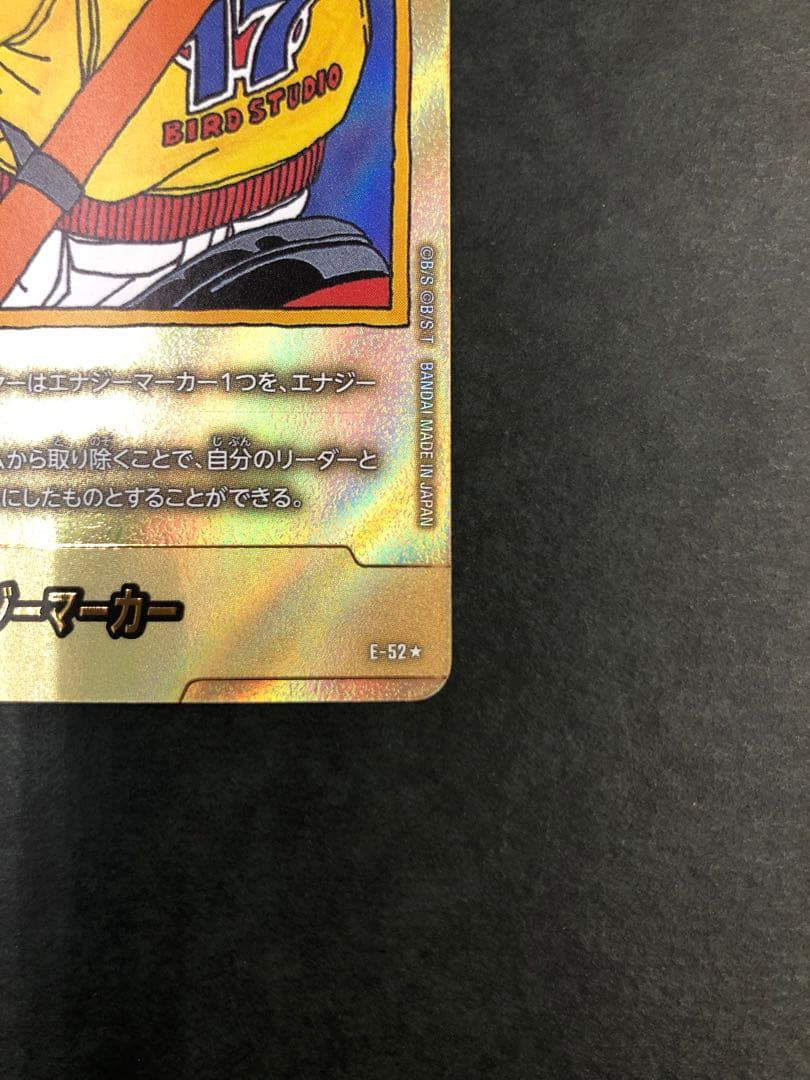 17
BIRD STUDIO
©B/S ©B/S・T BANDAI MADE IN JAPAN
ーはエナジーマーカー1つを、エナジー
から取り除くことで、自分のリーダーと
にしたものとすることができる。
ジーマーカー
E-52★